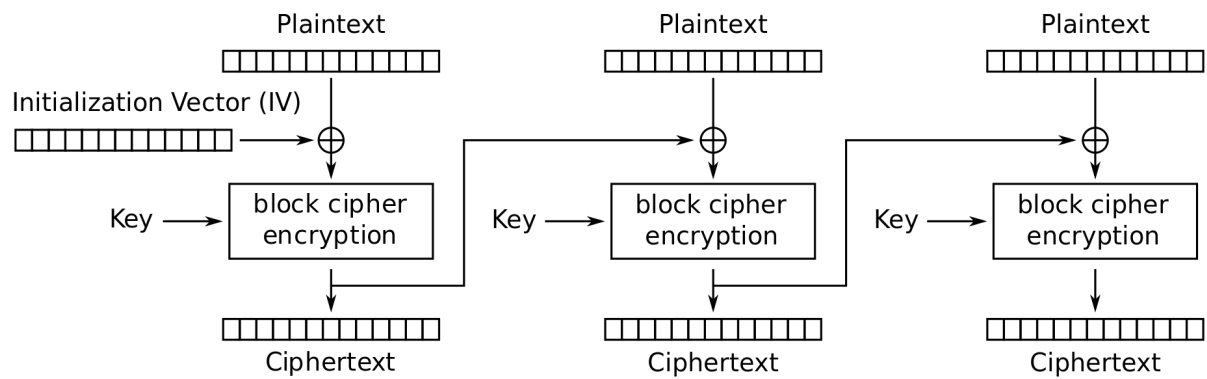 Plaintext
Plaintext
Plaintext
Initialization Vector (IV)
Key
block cipher
encryption
Key
block cipher
encryption
Key
block cipher
encryption
Ciphertext
Ciphertext
Ciphertext